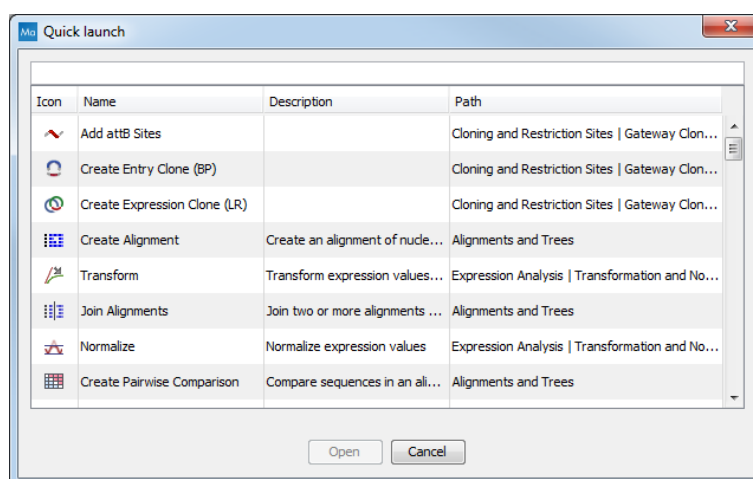 Ma Quick launch
Icon Name Description Path
Add attB Sites Cloning and Restriction Sites | Gateway Clon...
Create Entry Clone (BP) Cloning and Restriction Sites | Gateway Clon...
Create Expression Clone (LR) Cloning and Restriction Sites | Gateway Clon...
Create Alignment Create an alignment of nucle... Alignments and Trees
Transform Transform expression values... Expression Analysis | Transformation and No...
Join Alignments Join two or more alignments ... Alignments and Trees
Normalize Normalize expression values Expression Analysis | Transformation and No...
Create Pairwise Comparison Compare sequences in an ali... Alignments and Trees
Open Cancel